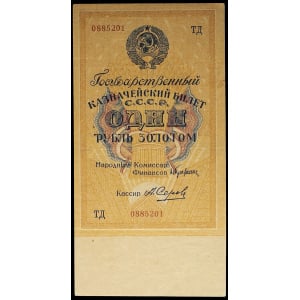 0885201 ТД
Государственный
КАЗНАЧЕЙСКИЙ БИЛЕТ
С.С.С.Р.
ОДИН
РУБЛЬ ЗОЛОТОМ
Народный Комиссар
Финансов
Кассир
ТД 0885201